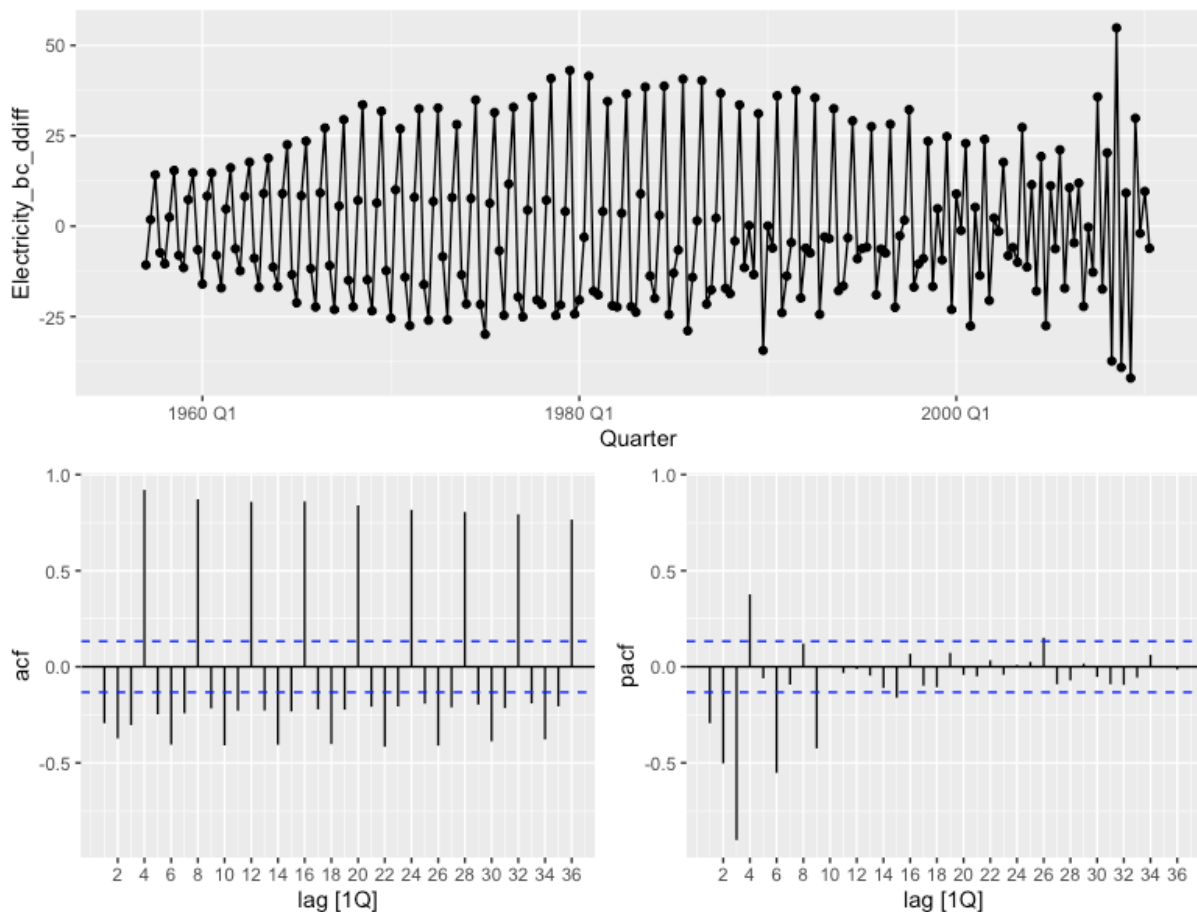 Electricity_bc_ddiff
50
25
0
-25
1960 Q1 1980 Q1 2000 Q1
Quarter
acf
1.0
0.5
0.0
-0.5
2 4 6 8 10 12 14 16 18 20 22 24 26 28 30 32 34 36
lag [1Q]
pacf
1.0
0.5
0.0
-0.5
2 4 6 8 10 12 14 16 18 20 22 24 26 28 30 32 34 36
lag [1Q]